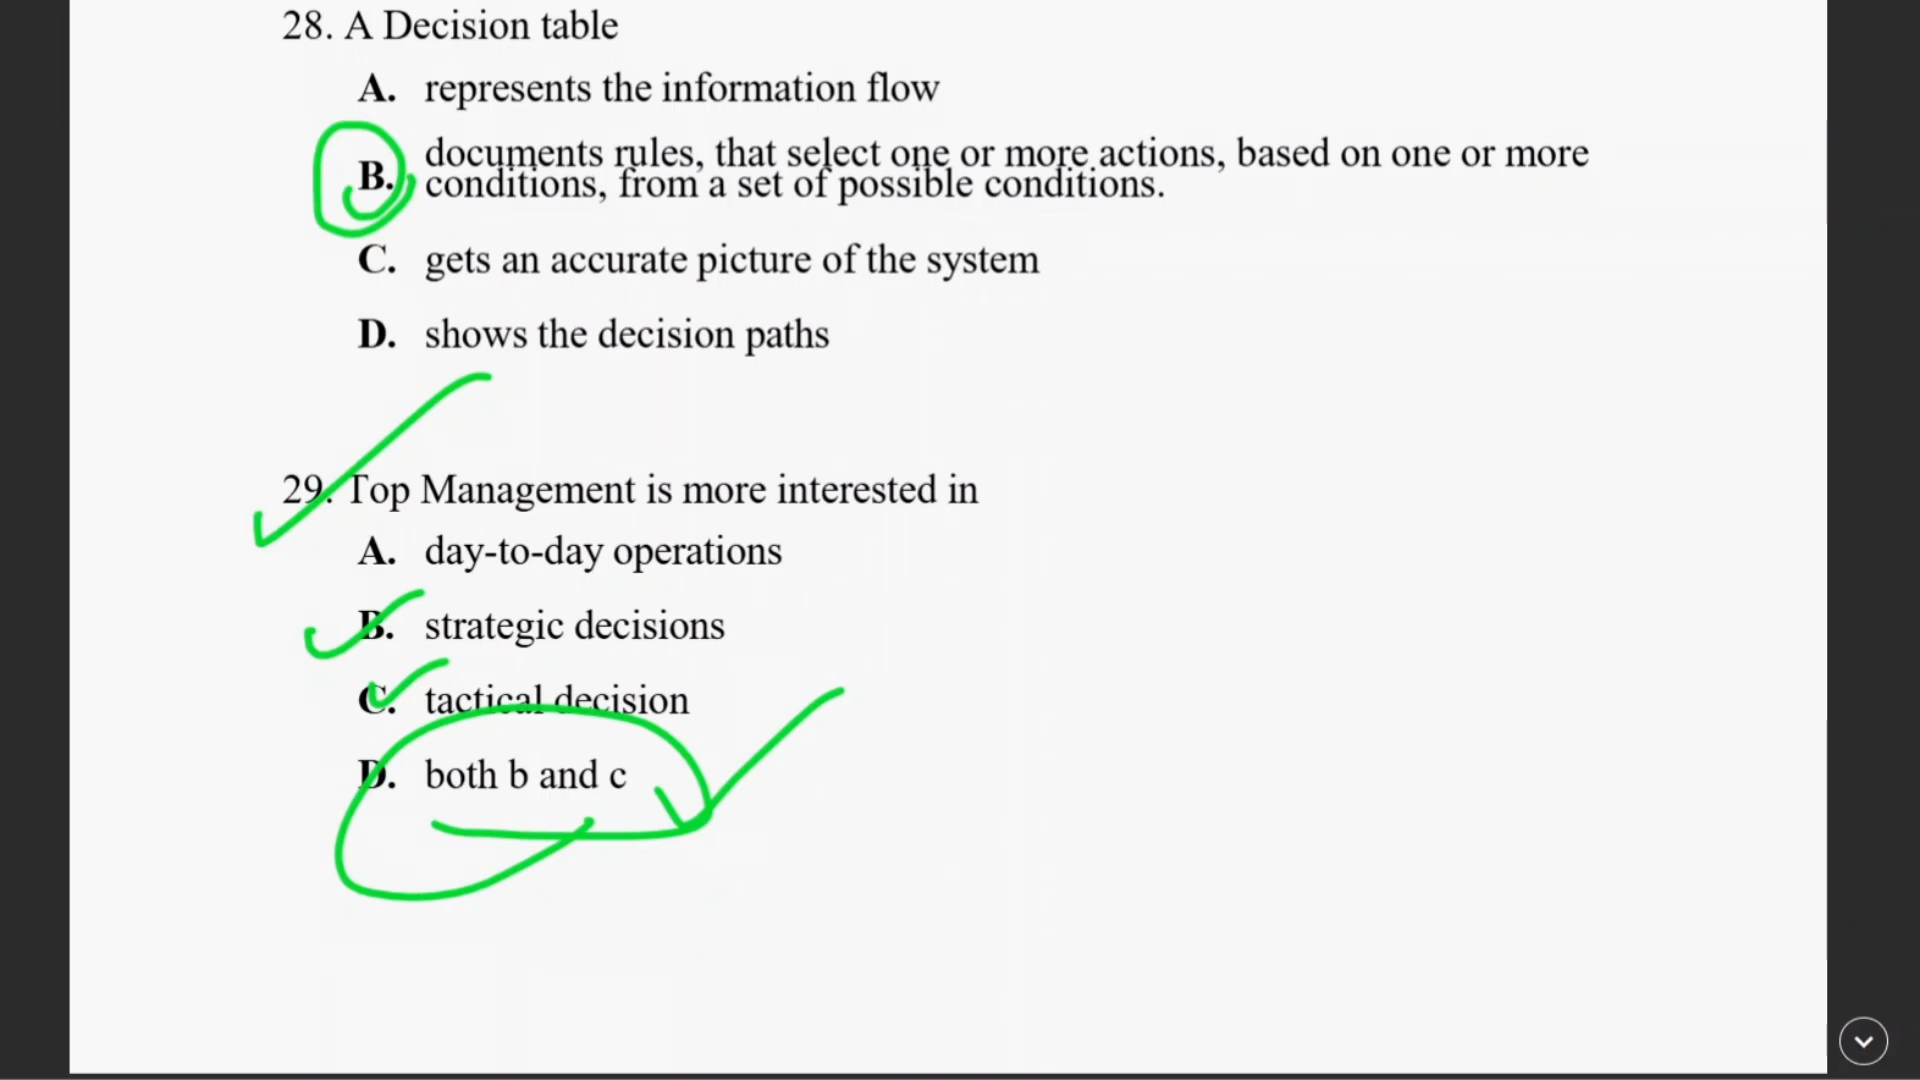 28. A Decision table
A. represents the information flow
B. documents rules, that select one or more actions, based on one or more
conditions, from a set of possible conditions.
C. gets an accurate picture of the system
D. shows the decision paths
29. Top Management is more interested in
A. day-to-day operations
B. strategic decisions
C. tactical decision
D. both b and c